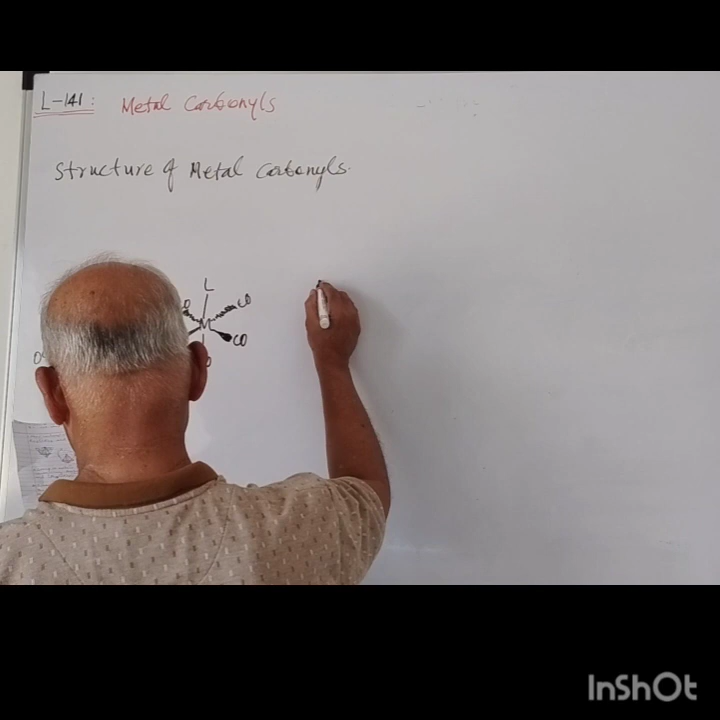 L-141: Metal Carbonyls
Structure of Metal Carbonyls.
L
CO
M
CO
O
InShOt